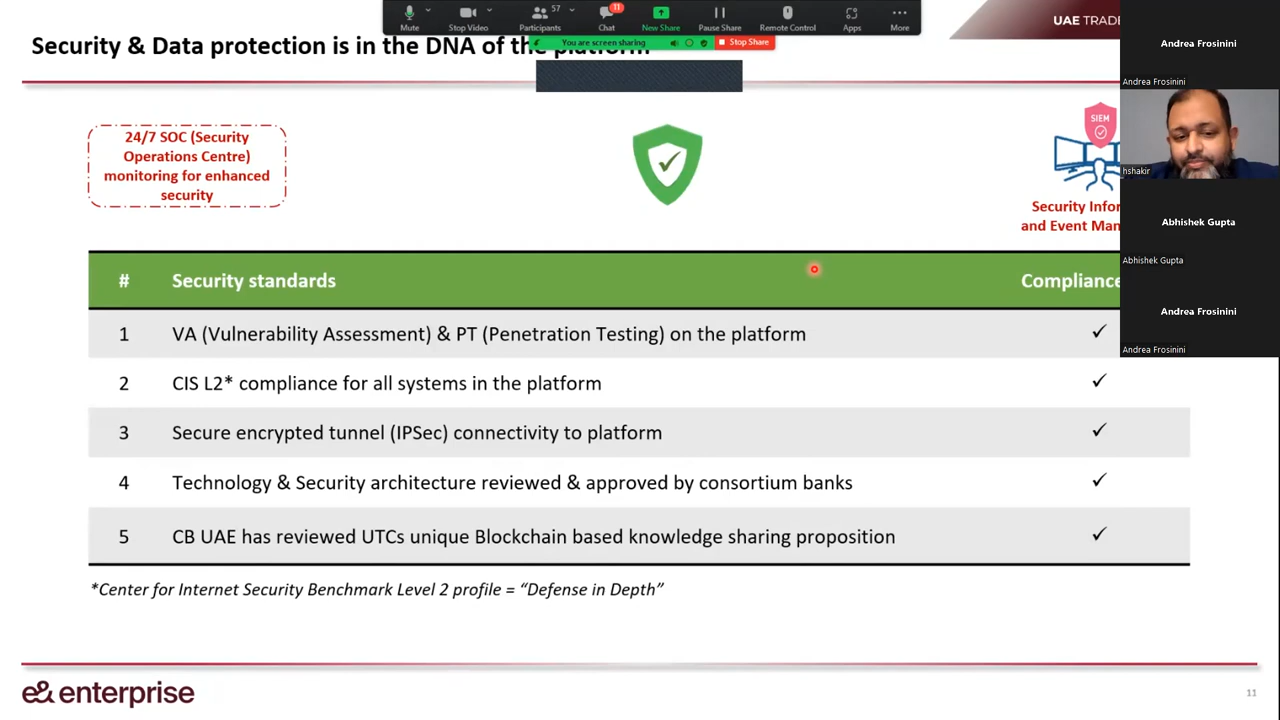 Mute
Stop Video
57
Participants
11
Chat
New Share
Pause Share
Remote Control
Apps
More
You are screen sharing
Stop Share
UAE TRADE
Security & Data protection is in the DNA of the platform
24/7 SOC (Security
Operations Centre)
monitoring for enhanced
security
SIEM
Security Infor
and Event Man
Andrea Frosinini
Andrea Frosinini
hshakir
Abhishek Gupta
Abhishek Gupta
Andrea Frosinini
Andrea Frosinini
# Security standards Compliance
1 VA (Vulnerability Assessment) & PT (Penetration Testing) on the platform ✓
2 CIS L2* compliance for all systems in the platform ✓
3 Secure encrypted tunnel (IPSec) connectivity to platform ✓
4 Technology & Security architecture reviewed & approved by consortium banks ✓
5 CB UAE has reviewed UTCs unique Blockchain based knowledge sharing proposition ✓
*Center for Internet Security Benchmark Level 2 profile = “Defense in Depth”
e& enterprise
11